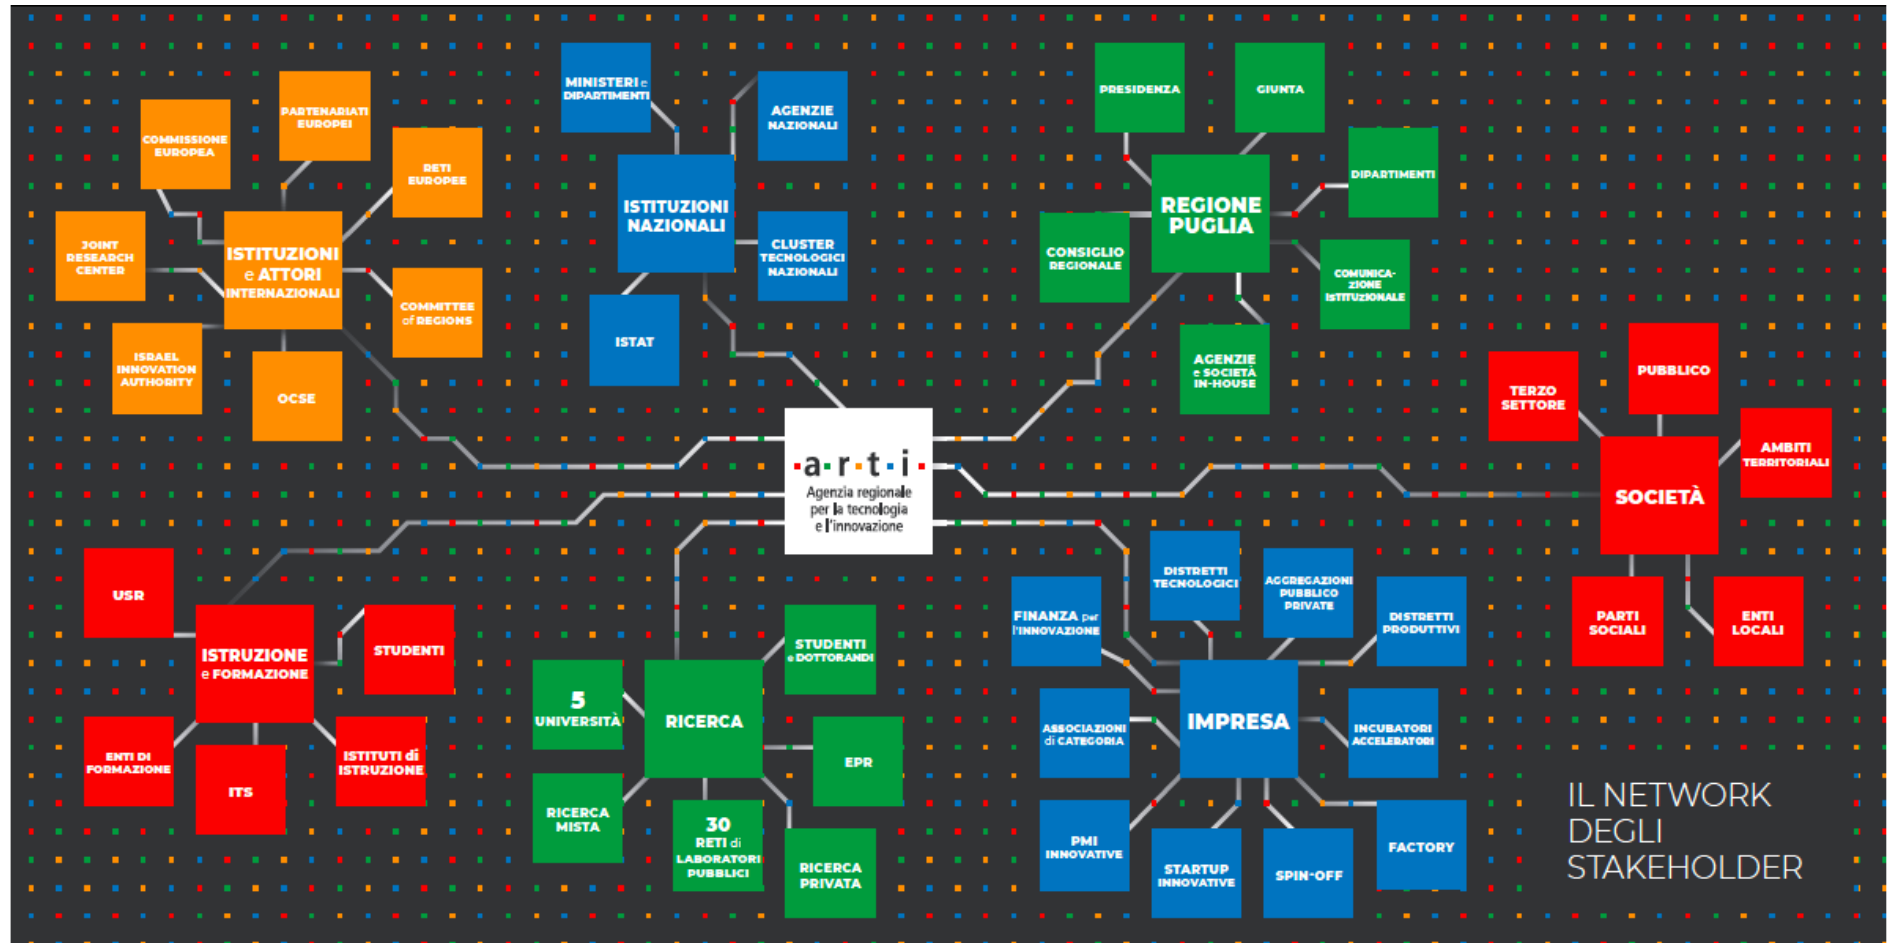 COMMISSIONE
EUROPEA
PARTENARIATI
EUROPEI
RETI
EUROPEE
JOINT
RESEARCH
CENTER
ISTITUZIONI
e ATTORI
INTERNAZIONALI
COMMITTEE
of REGIONS
ISRAEL
INNOVATION
AUTHORITY
OCSE
MINISTERI e
DIPARTIMENTI
AGENZIE
NAZIONALI
ISTITUZIONI
NAZIONALI
CLUSTER
TECNOLOGICI
NAZIONALI
ISTAT
PRESIDENZA
GIUNTA
DIPARTIMENTI
REGIONE
PUGLIA
CONSIGLIO
REGIONALE
COMUNICA-
ZIONE
ISTITUZIONALE
AGENZIE
e SOCIETÀ
IN-HOUSE
TERZO
SETTORE
PUBBLICO
AMBITI
TERRITORIALI
SOCIETÀ
PARTI
SOCIALI
ENTI
LOCALI
·a·r·t·i·
Agenzia regionale
per la tecnologia
e l'innovazione
USR
ISTRUZIONE
e FORMAZIONE
STUDENTI
ENTI DI
FORMAZIONE
ITS
ISTITUTI di
ISTRUZIONE
STUDENTI
e DOTTORANDI
5
UNIVERSITÀ
RICERCA
EPR
RICERCA
MISTA
30
RETI di
LABORATORI
PUBBLICI
RICERCA
PRIVATA
DISTRETTI
TECNOLOGICI
AGGREGAZIONI
PUBBLICO
PRIVATE
FINANZA per
l'INNOVAZIONE
DISTRETTI
PRODUTTIVI
ASSOCIAZIONI
di CATEGORIA
IMPRESA
INCUBATORI
ACCELERATORI
PMI
INNOVATIVE
STARTUP
INNOVATIVE
SPIN-OFF
FACTORY
IL NETWORK
DEGLI
STAKEHOLDER